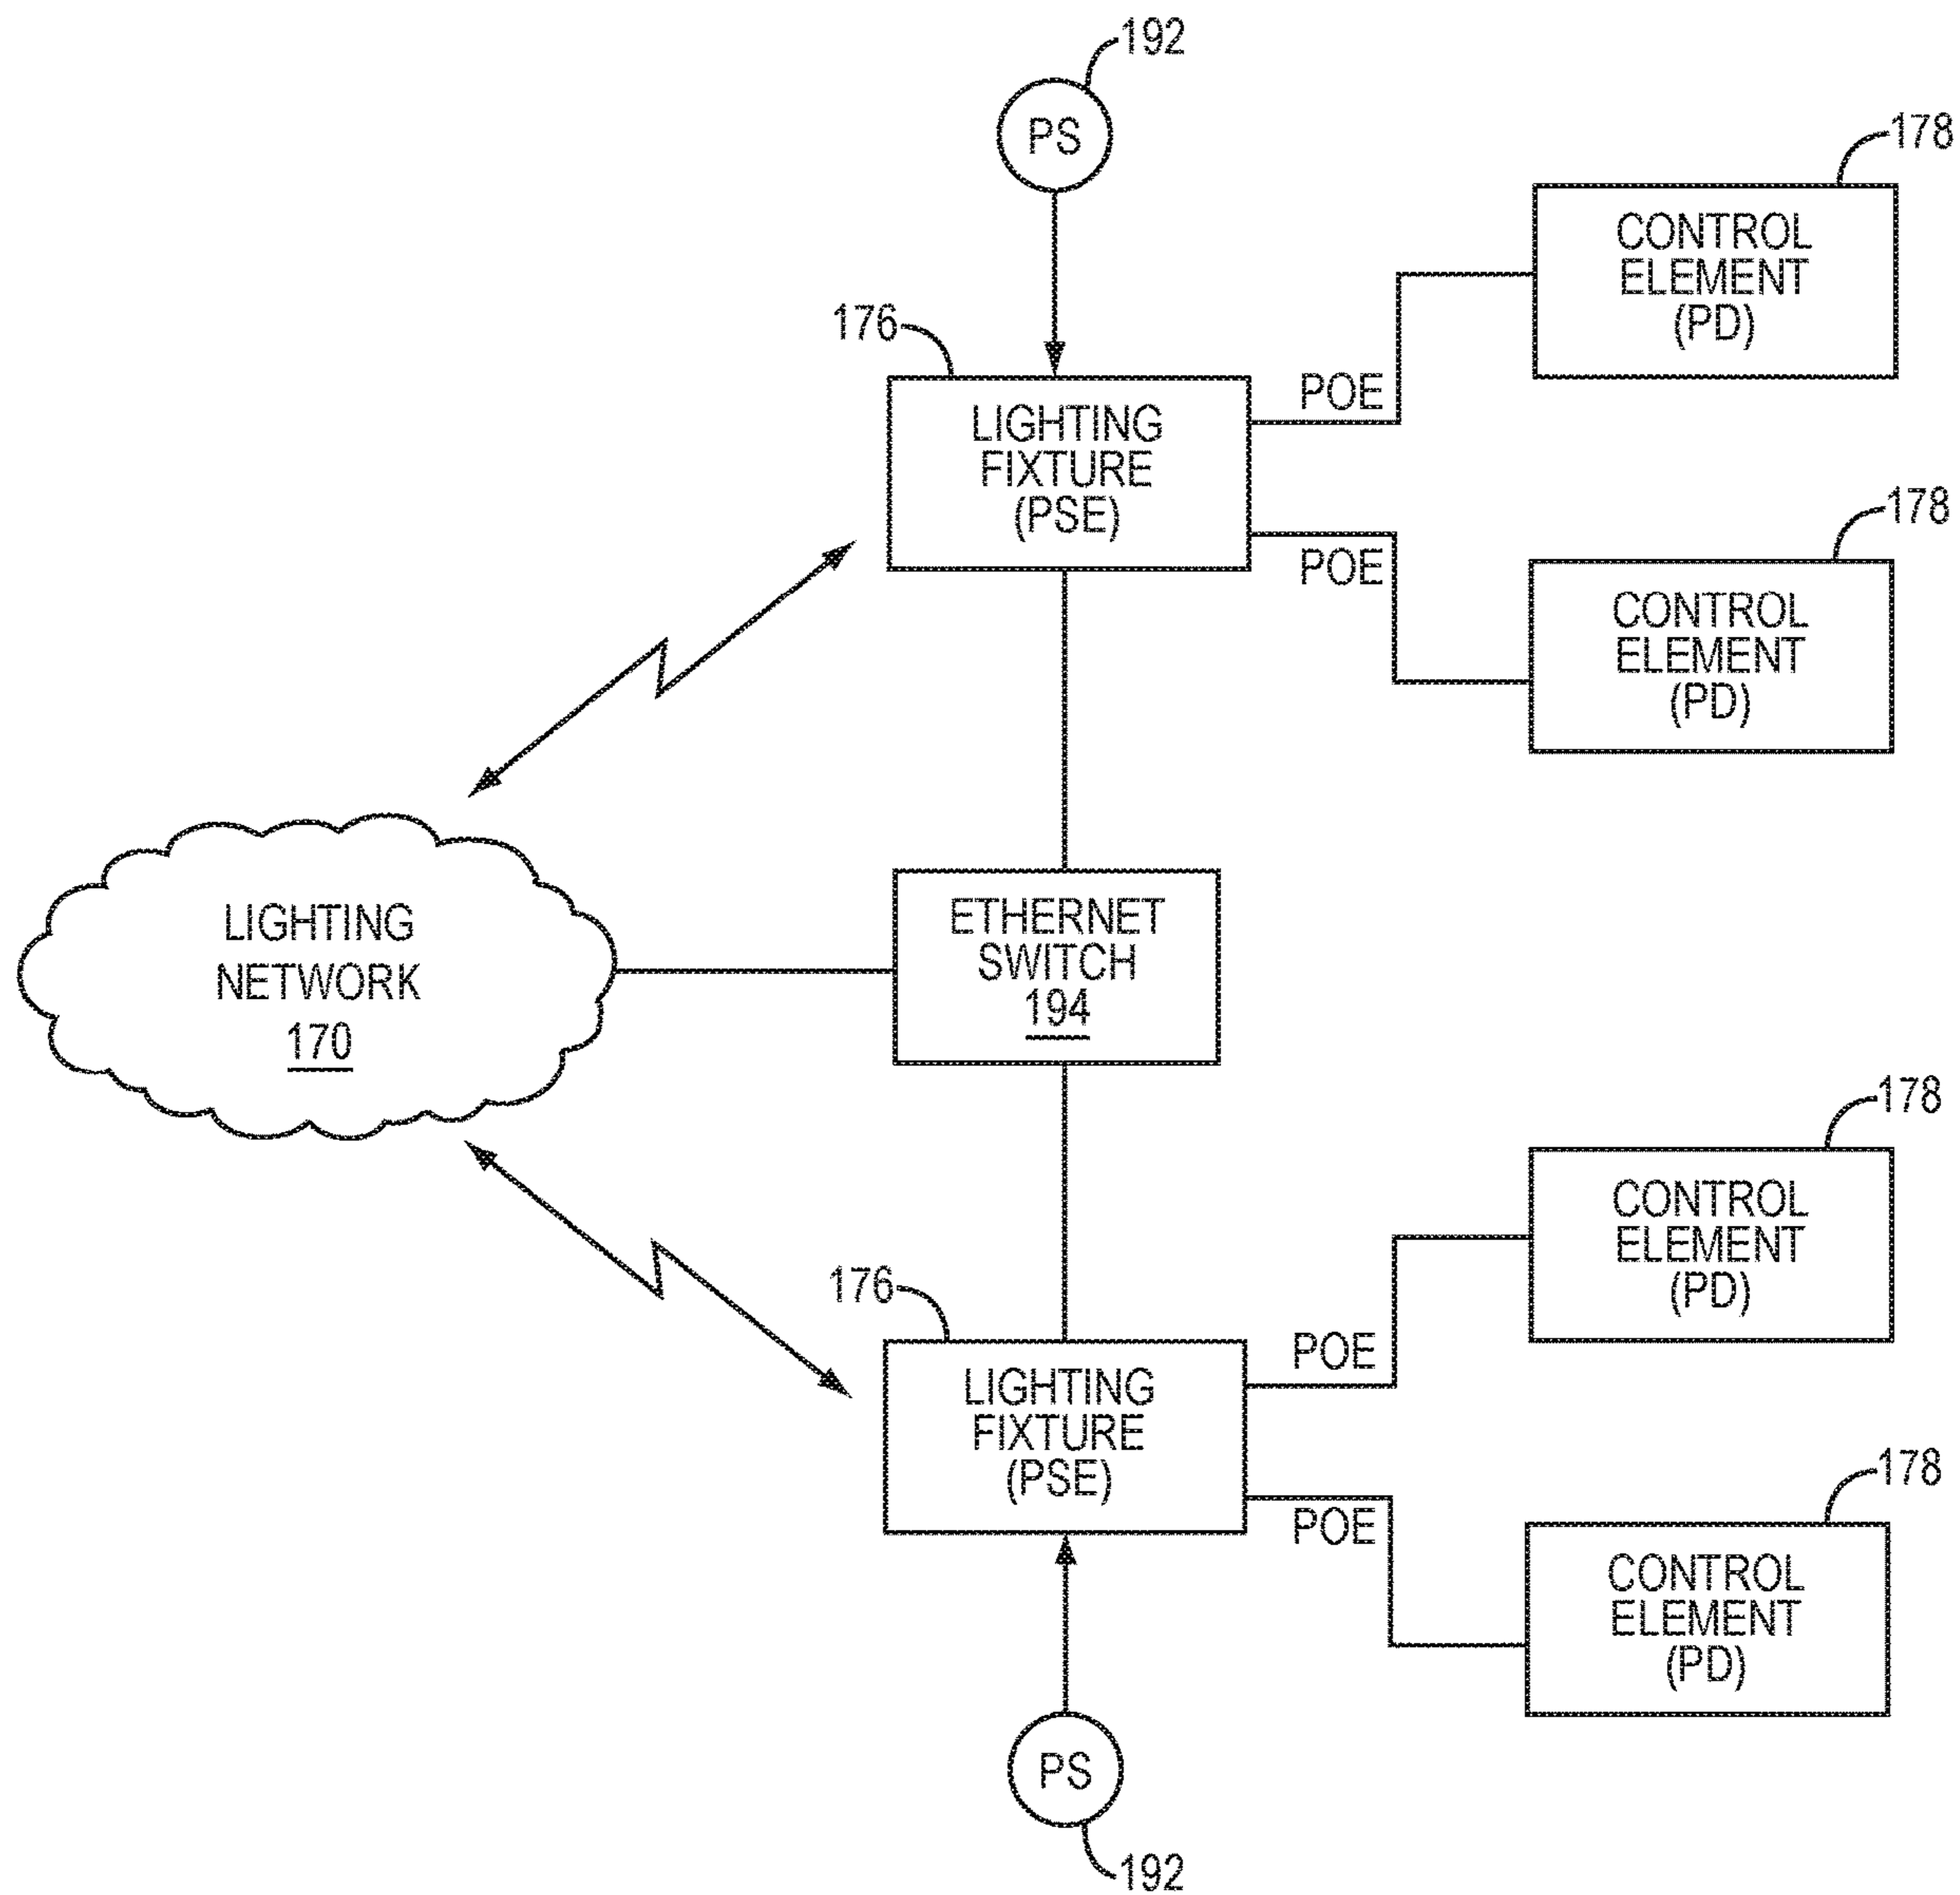 192
PS
178
CONTROL
ELEMENT
(PD)
176
POE
LIGHTING
FIXTURE
(PSE)
178
POE
CONTROL
ELEMENT
(PD)
LIGHTING
NETWORK
170
ETHERNET
SWITCH
194
178
CONTROL
ELEMENT
(PD)
176
POE
LIGHTING
FIXTURE
(PSE)
178
POE
CONTROL
ELEMENT
(PD)
PS
192